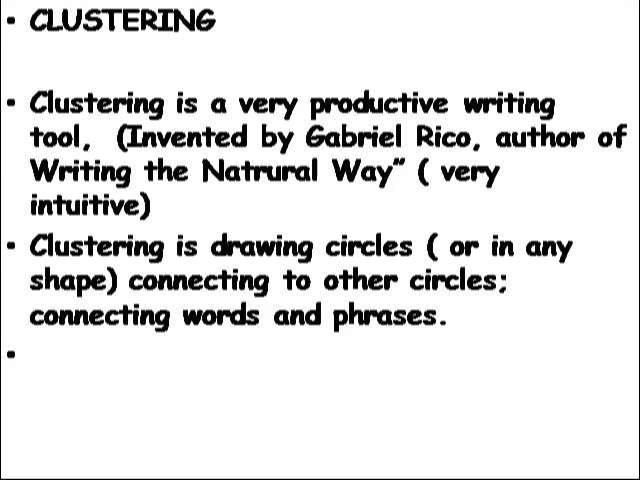 • CLUSTERING
• Clustering is a very productive writing
tool, (Invented by Gabriel Rico, author of
Writing the Natrural Way” ( very
intuitive)
• Clustering is drawing circles ( or in any
shape) connecting to other circles;
connecting words and phrases.
•